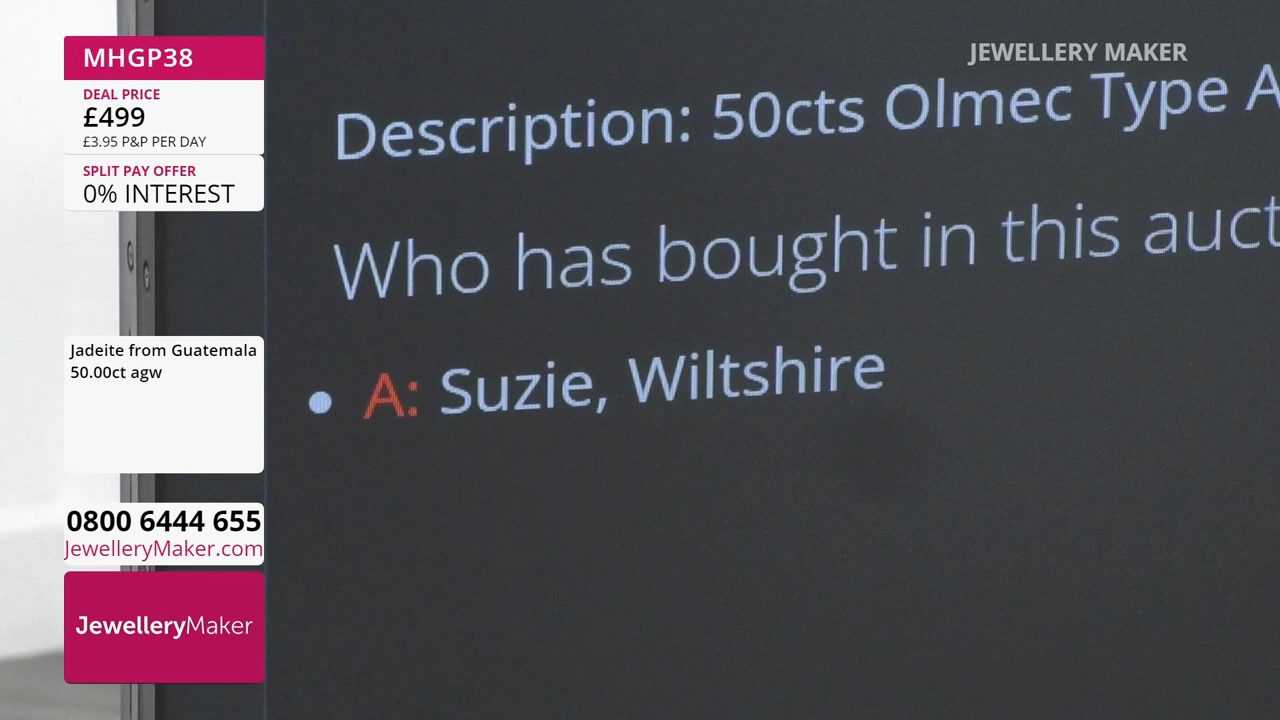 MHGP38
DEAL PRICE
£499
£3.95 P&P PER DAY
SPLIT PAY OFFER
0% INTEREST
Jadeite from Guatemala
50.00ct agw
0800 6444 655
JewelleryMaker.com
JewelleryMaker
JEWELLERY MAKER
Description: 50cts Olmec Type A
Who has bought in this auct
• A: Suzie, Wiltshire